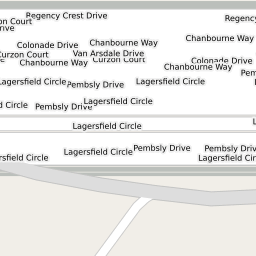 Regency Crest Drive
Regency
Court
Chanbourne Way
Chanbourne Way
Colonade Drive
Van Arsdale Drive
Curzon Court
Curzon Court
Colonade Drive
Chanbourne Way
Chanbourne Way
Lagersfield Circle
Pembsly Drive
Lagersfield Circle
Circle
Pembsly Drive
Lagersfield Circle
Lagersfield Circle
Lagersfield Circle
Pembsly Drive
Pembsly Drive
Circle
Lagersfield Circle